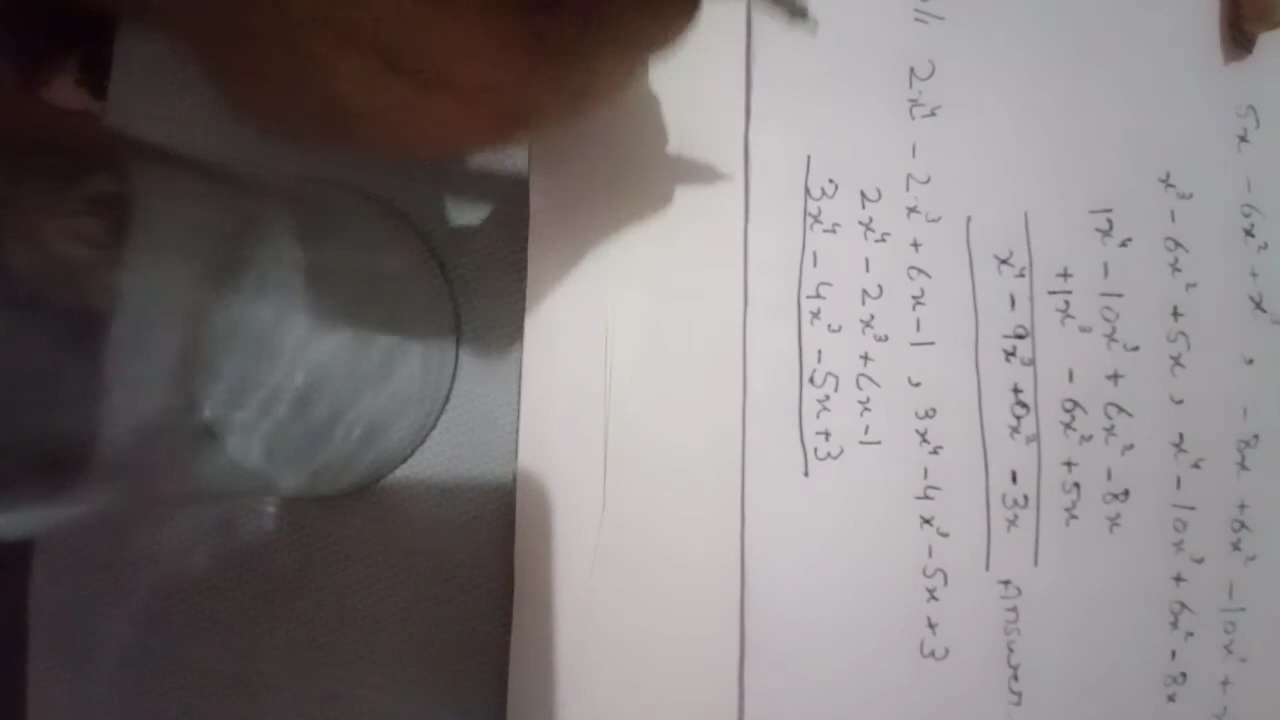 5x - 6x² + x³, - 8x + 6x² - 10x³ +
x³ - 6x² + 5x, x⁴ - 10x³ + 6x² - 8x
1x⁴ - 10x³ + 6x² - 8x
+1x³ - 6x² + 5x
x⁴ - 9x³ + 0x² - 3x Answer
2x⁴ - 2x³ + 6x - 1, 3x⁴ - 4x³ - 5x + 3
2x⁴ - 2x³ + 6x - 1
3x⁴ - 4x³ - 5x + 3